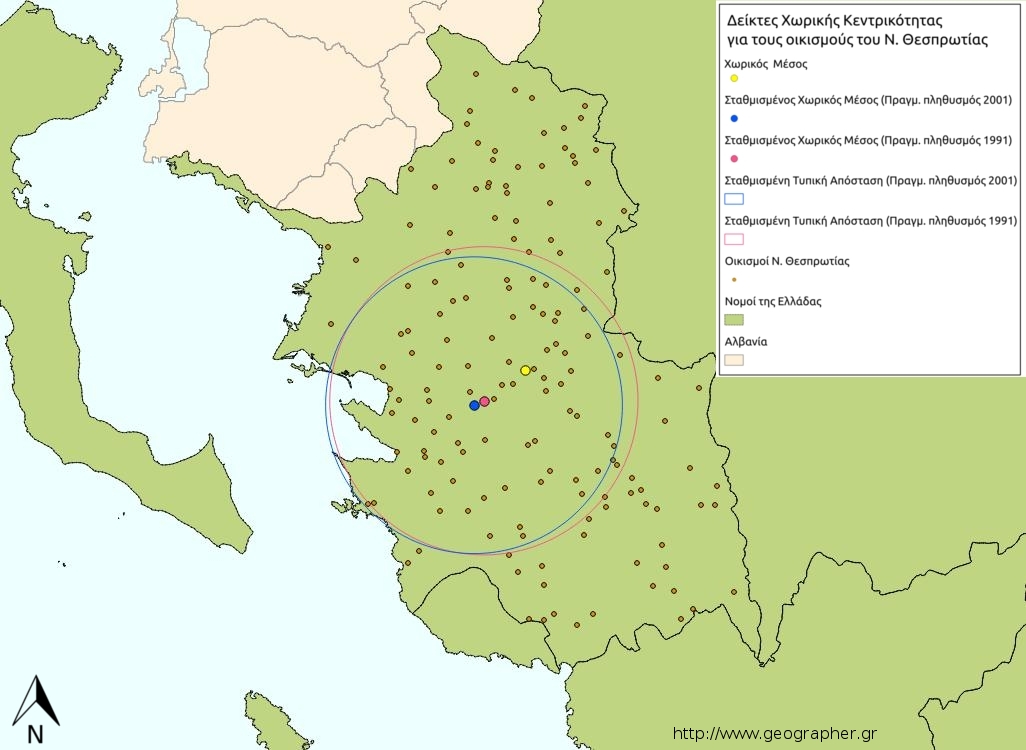 Δείκτες Χωρικής Κεντρικότητας
για τους οικισμούς του Ν. Θεσπρωτίας
Χωρικός Μέσος
Σταθμισμένος Χωρικός Μέσος (Πραγμ. πληθυσμός 2001)
Σταθμισμένος Χωρικός Μέσος (Πραγμ. πληθυσμός 1991)
Σταθμισμένη Τυπική Απόσταση (Πραγμ. πληθυσμός 2001)
Σταθμισμένη Τυπική Απόσταση (Πραγμ. πληθυσμός 1991)
Οικισμοί Ν. Θεσπρωτίας
Νομοί της Ελλάδας
Αλβανία
N
http://www.geographer.gr